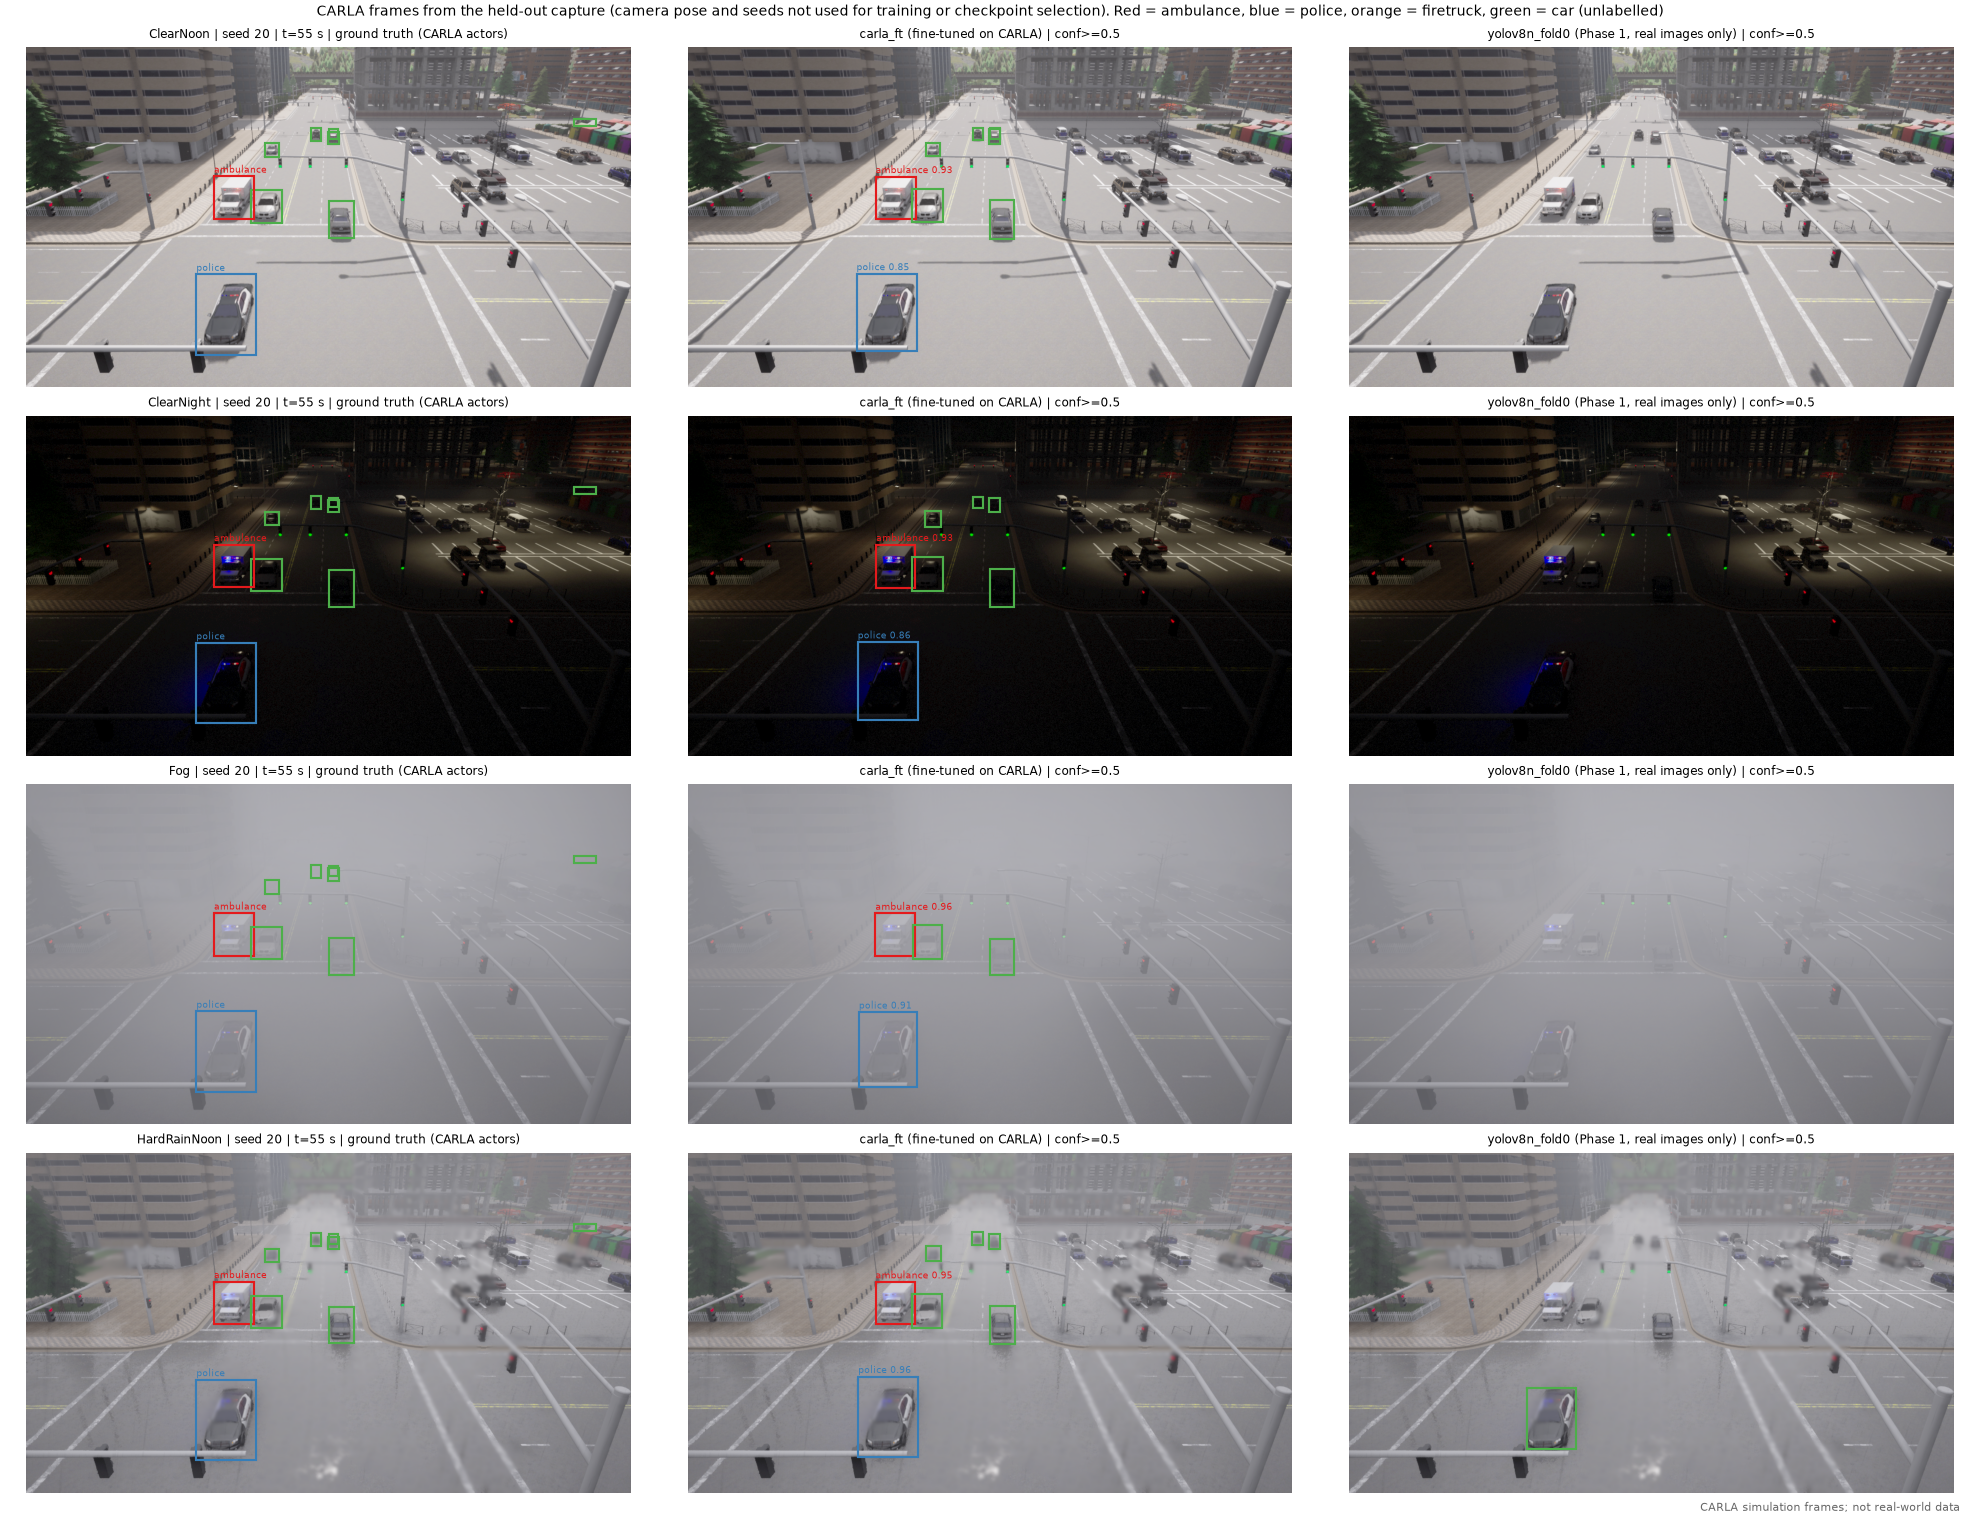 CARLA frames from the held-out capture (camera pose and seeds not used for training or checkpoint selection). Red = ambulance, blue = police, orange = firetruck, green = car (unlabelled)
ClearNoon | seed 20 | t=55 s | ground truth (CARLA actors)
carla_ft (fine-tuned on CARLA) | conf>=0.5
yolov8n_fold0 (Phase 1, real images only) | conf>=0.5
ambulance
police
ambulance 0.93
police 0.85
ClearNight | seed 20 | t=55 s | ground truth (CARLA actors)
carla_ft (fine-tuned on CARLA) | conf>=0.5
yolov8n_fold0 (Phase 1, real images only) | conf>=0.5
ambulance
police
ambulance 0.93
police 0.86
Fog | seed 20 | t=55 s | ground truth (CARLA actors)
carla_ft (fine-tuned on CARLA) | conf>=0.5
yolov8n_fold0 (Phase 1, real images only) | conf>=0.5
ambulance
police
ambulance 0.96
police 0.91
HardRainNoon | seed 20 | t=55 s | ground truth (CARLA actors)
carla_ft (fine-tuned on CARLA) | conf>=0.5
yolov8n_fold0 (Phase 1, real images only) | conf>=0.5
ambulance
police
ambulance 0.95
police 0.96
CARLA simulation frames; not real-world data